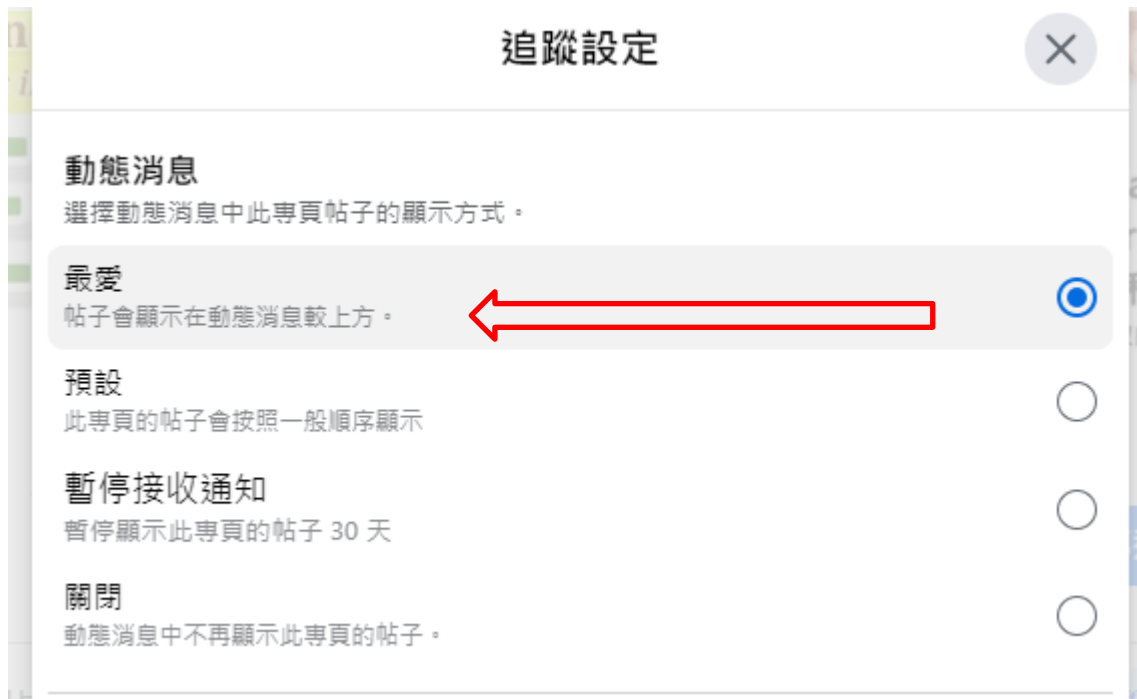 追蹤設定
動態消息
選擇動態消息中此專頁帖子的顯示方式。
最愛
帖子會顯示在動態消息較上方。
預設
此專頁的帖子會按照一般順序顯示
暫停接收通知
暫停顯示此專頁的帖子 30 天
關閉
動態消息中不再顯示此專頁的帖子。